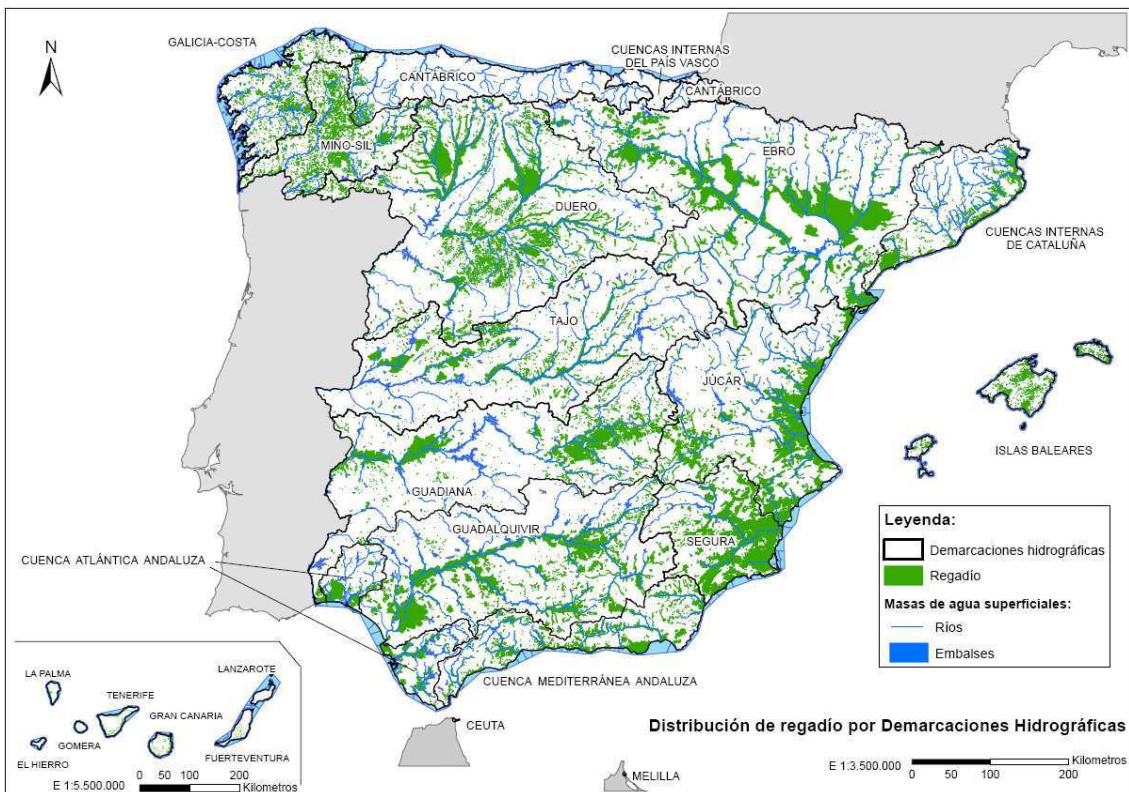 N
GALICIA-COSTA
CANTÁBRICO
CUENCAS INTERNAS
DEL PAÍS VASCO
CANTÁBRICO
MIÑO-SIL
EBRO
DUERO
CUENCAS INTERNAS
DE CATALUÑA
TAJO
JÚCAR
ISLAS BALEARES
GUADIANA
GUADALQUIVIR
SEGURA
CUENCA ATLÁNTICA ANDALUZA
CUENCA MEDITERRÁNEA ANDALUZA
CEUTA
MELILLA
Leyenda:
Demarcaciones hidrográficas
Regadío
Masas de agua superficiales:
Ríos
Embalses
LA PALMA
LANZAROTE
TENERIFE
GRAN CANARIA
GOMERA
EL HIERRO
FUERTEVENTURA
E 1:5.500.000
0 50 100 200
Kilometros
Distribución de regadío por Demarcaciones Hidrográficas
E 1:3.500.000
Kilometros
0 50 100 200